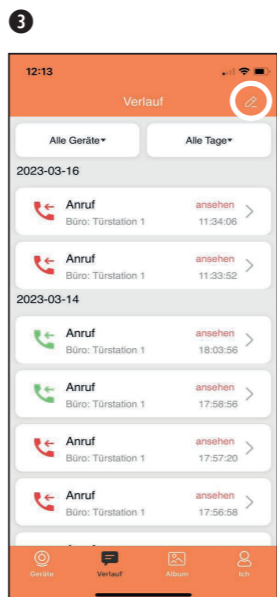 3
12:13
Verlauf
Alle Geräte▾ Alle Tage▾
2023-03-16
Anruf ansehen
Büro: Türstation 1 11:34:06
Anruf ansehen
Büro: Türstation 1 11:33:52
2023-03-14
Anruf ansehen
Büro: Türstation 1 18:03:56
Anruf ansehen
Büro: Türstation 1 17:58:56
Anruf ansehen
Büro: Türstation 1 17:57:20
Anruf ansehen
Büro: Türstation 1 17:56:58
Geräte Verlauf Album Ich